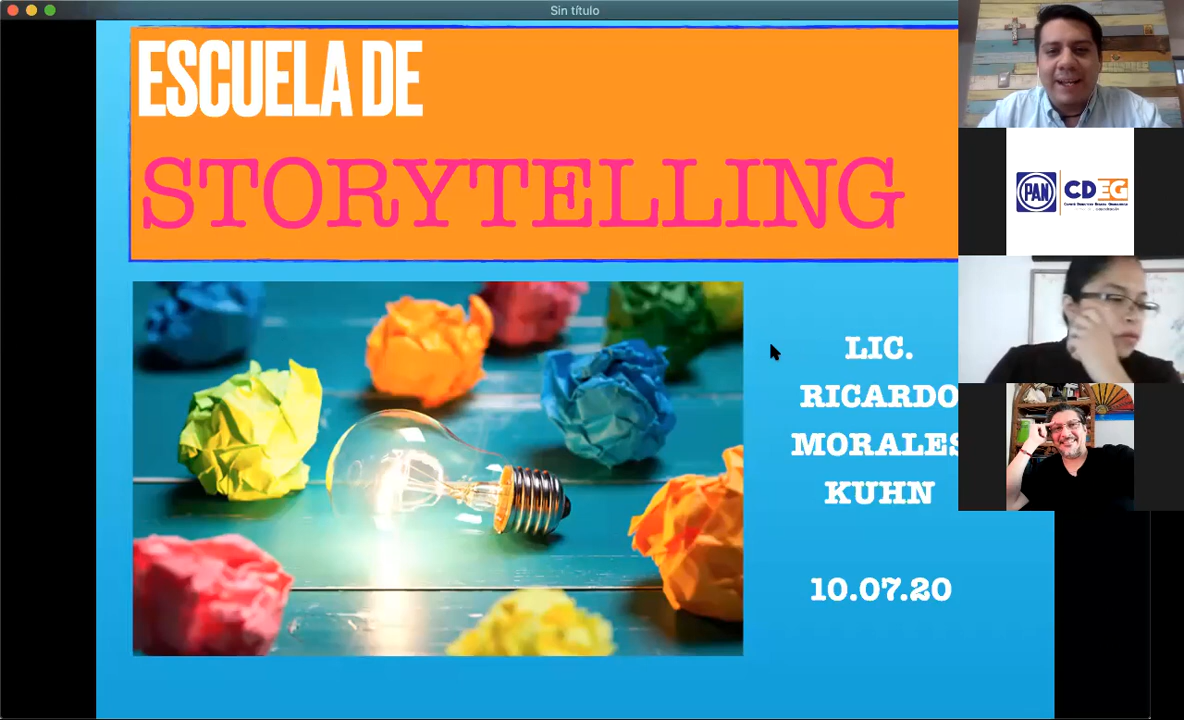 Sin título
ESCUELA DE
STORYTELLING
PAN
CDEG
LIC.
RICARDO
MORALES
KUHN
10.07.20